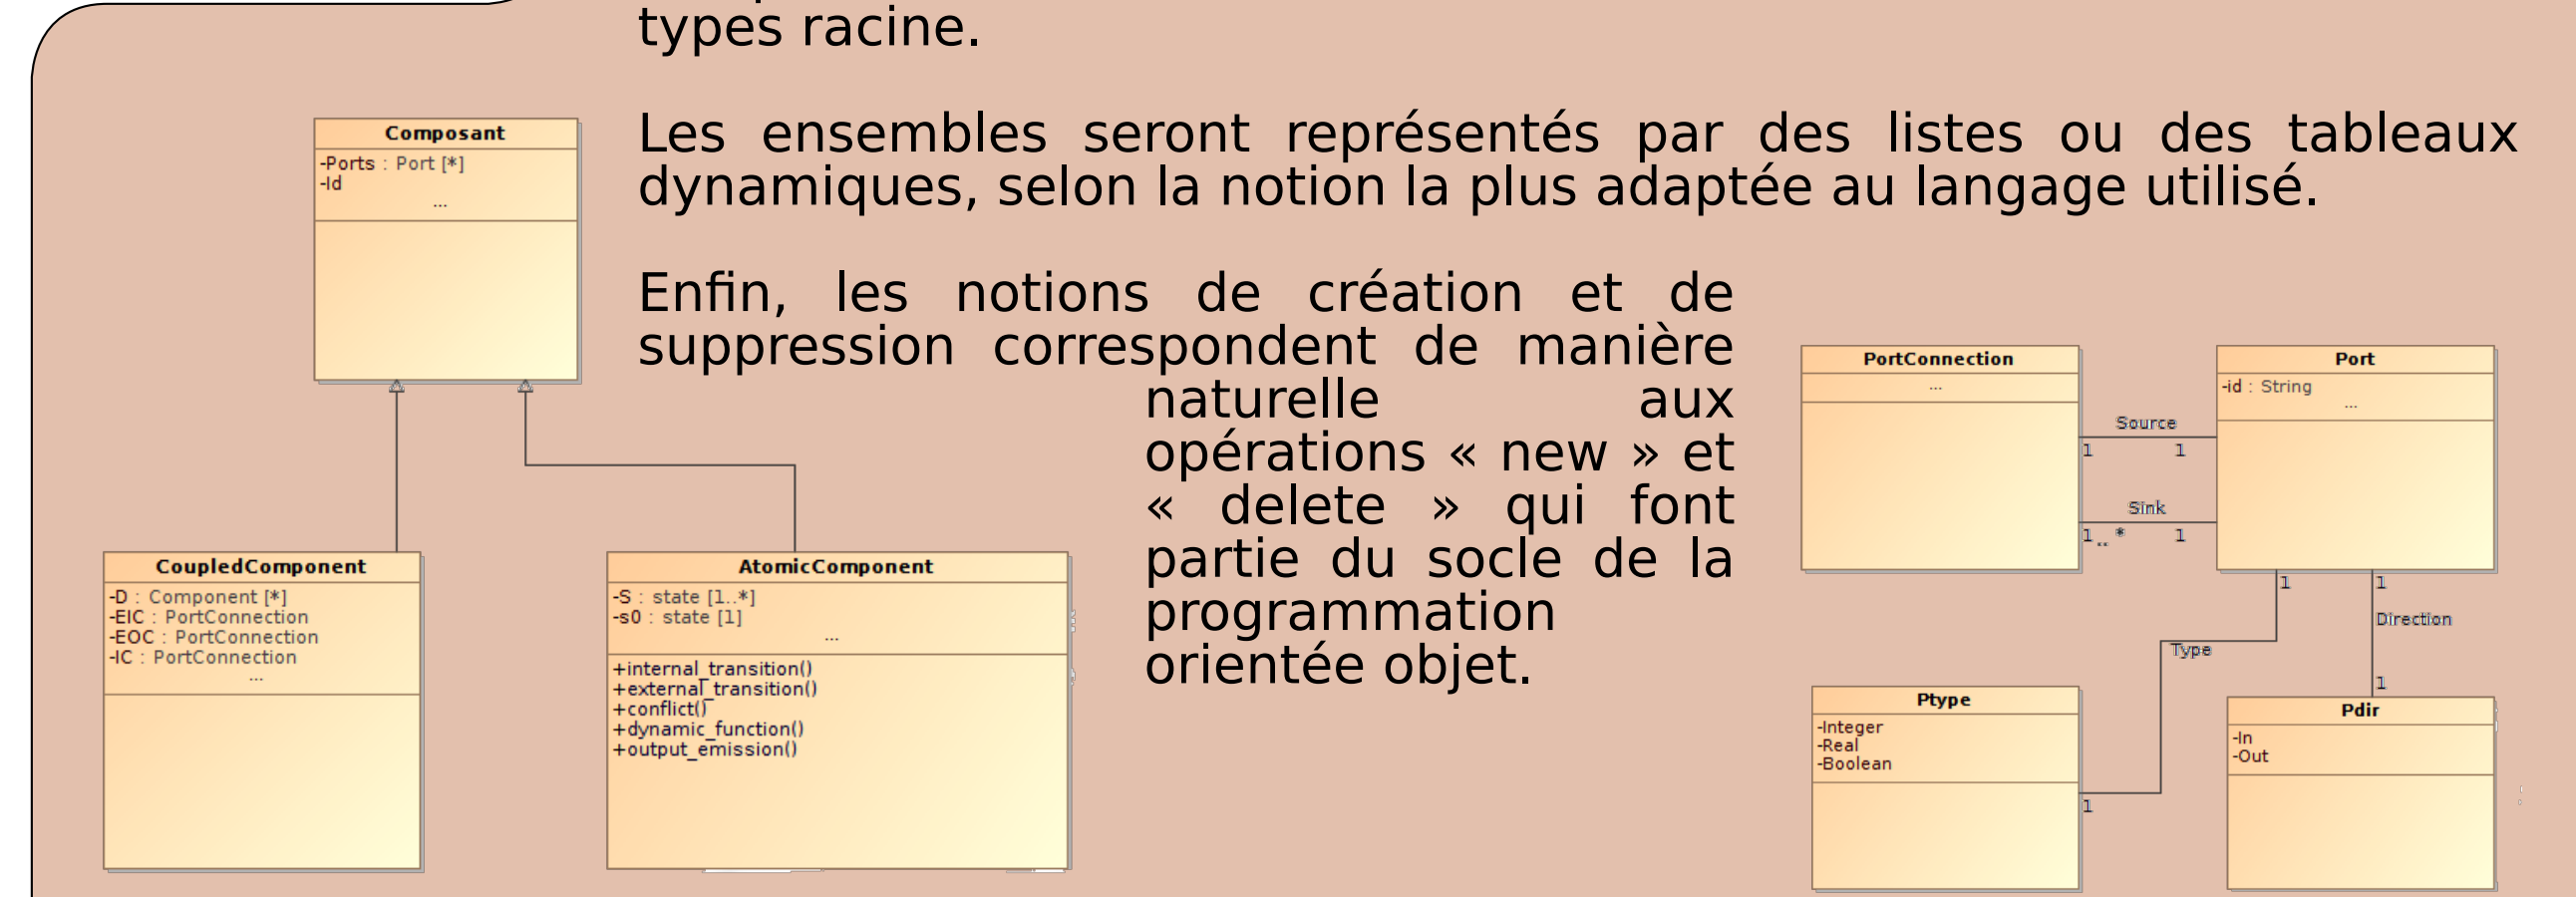 types racine.
Les ensembles seront représentés par des listes ou des tableaux
dynamiques, selon la notion la plus adaptée au langage utilisé.
Enfin, les notions de création et de
suppression correspondent de manière
naturelle aux
opérations « new » et
« delete » qui font
partie du socle de la
programmation
orientée objet.
Composant
-Ports : Port [*]
-Id
...
CoupledComponent
-D : Component [*]
-EIC : PortConnection
-EOC : PortConnection
-IC : PortConnection
...
AtomicComponent
-S : state [1..*]
-s0 : state [1]
...
+internal_transition()
+external_transition()
+conflict()
+dynamic_function()
+output_emission()
PortConnection
...
Port
-id : String
...
Source
1 1
Sink
1..* 1
1 1
Direction
Type
1
1
Ptype
-Integer
-Real
-Boolean
Pdir
-In
-Out